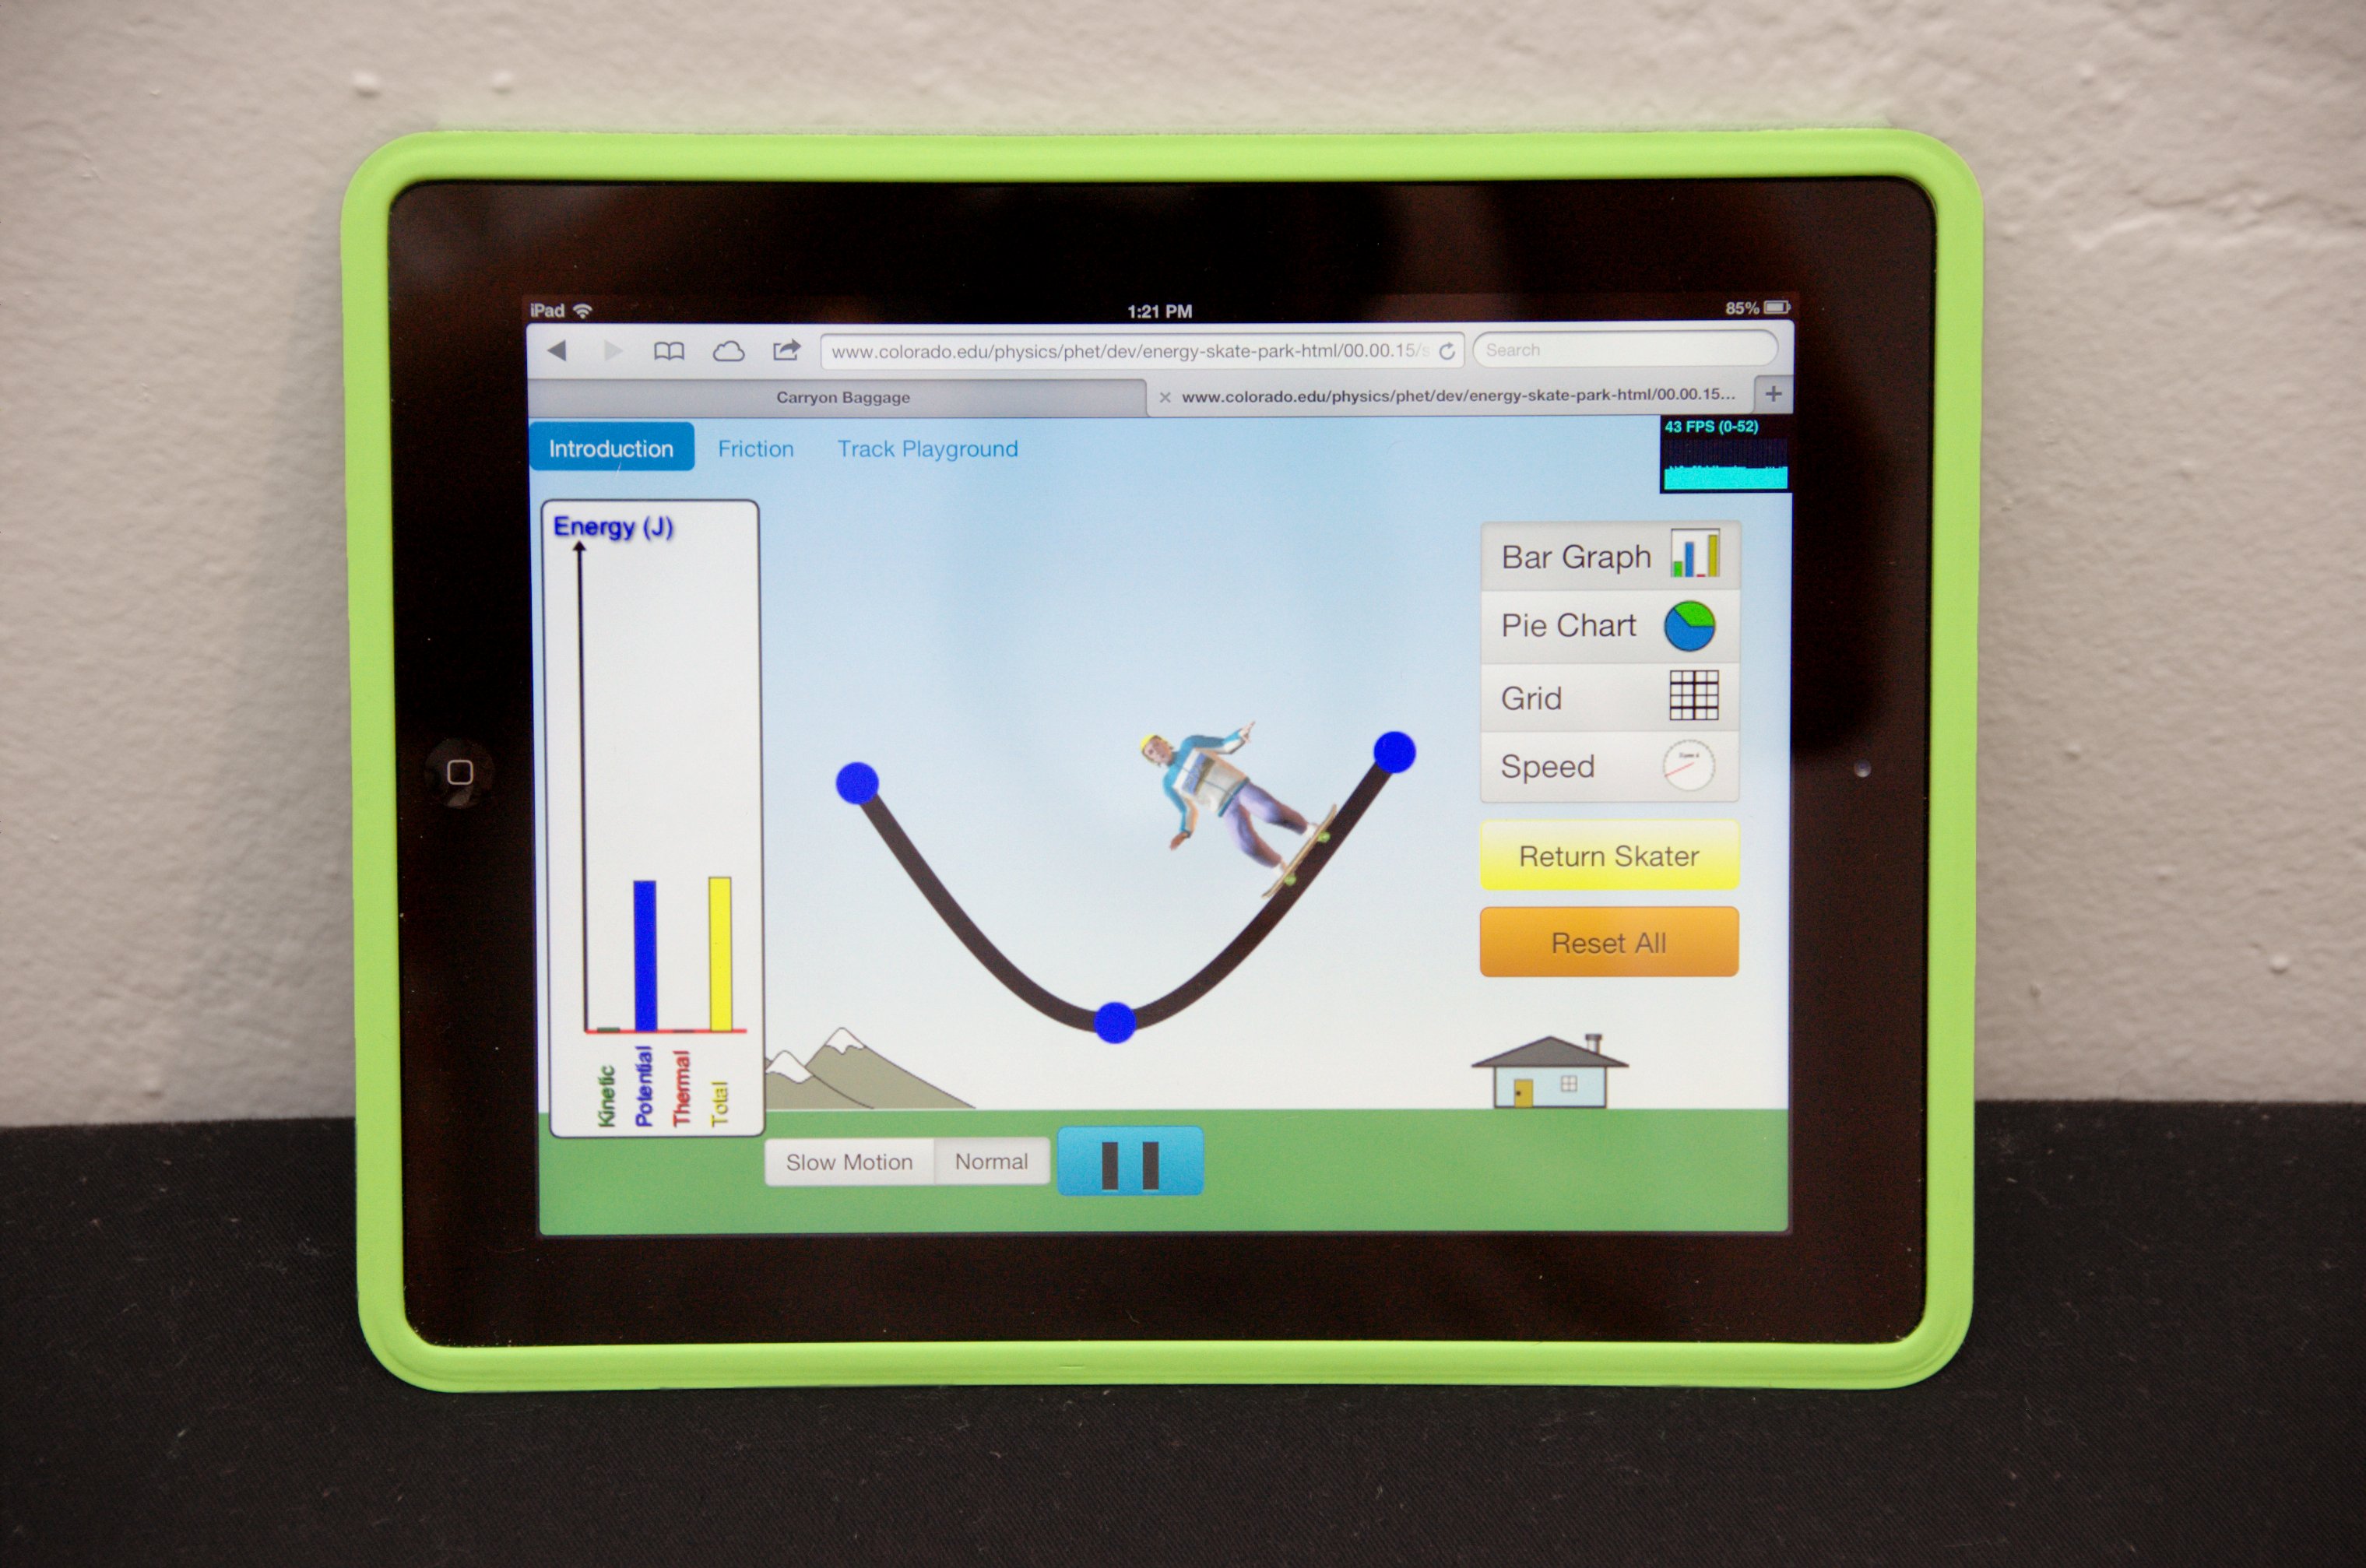 iPad 1:21 PM 85%
www.colorado.edu/physics/phet/dev/energy-skate-park-html/00.00.15/s Search
Carryon Baggage www.colorado.edu/physics/phet/dev/energy-skate-park-html/00.00.15...
43 FPS (0-52)
Introduction Friction Track Playground
Energy (J)
Kinetic
Potential
Thermal
Total
Bar Graph
Pie Chart
Grid
Speed
Return Skater
Reset All
Slow Motion Normal